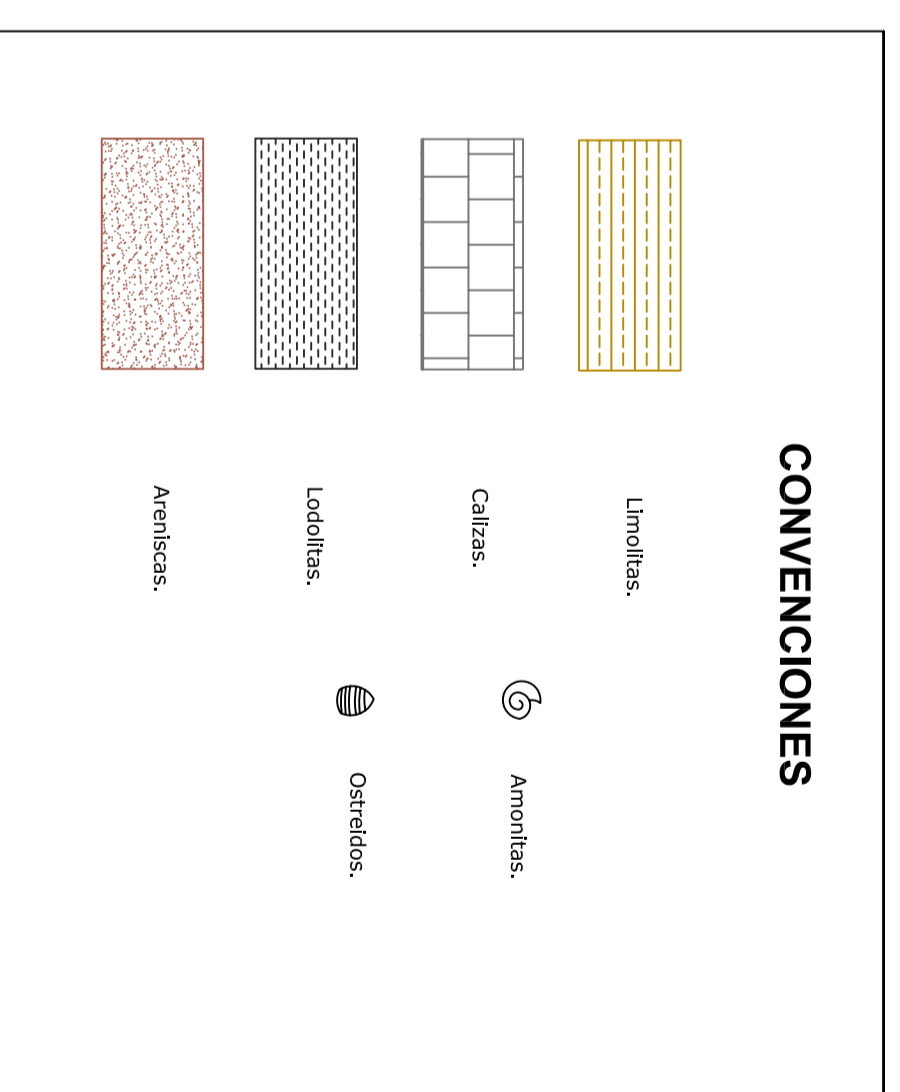 CONVENCIONES
Limolitas.
Calizas.
Lodolitas.
Areniscas.
Amonitas.
Ostreidos.